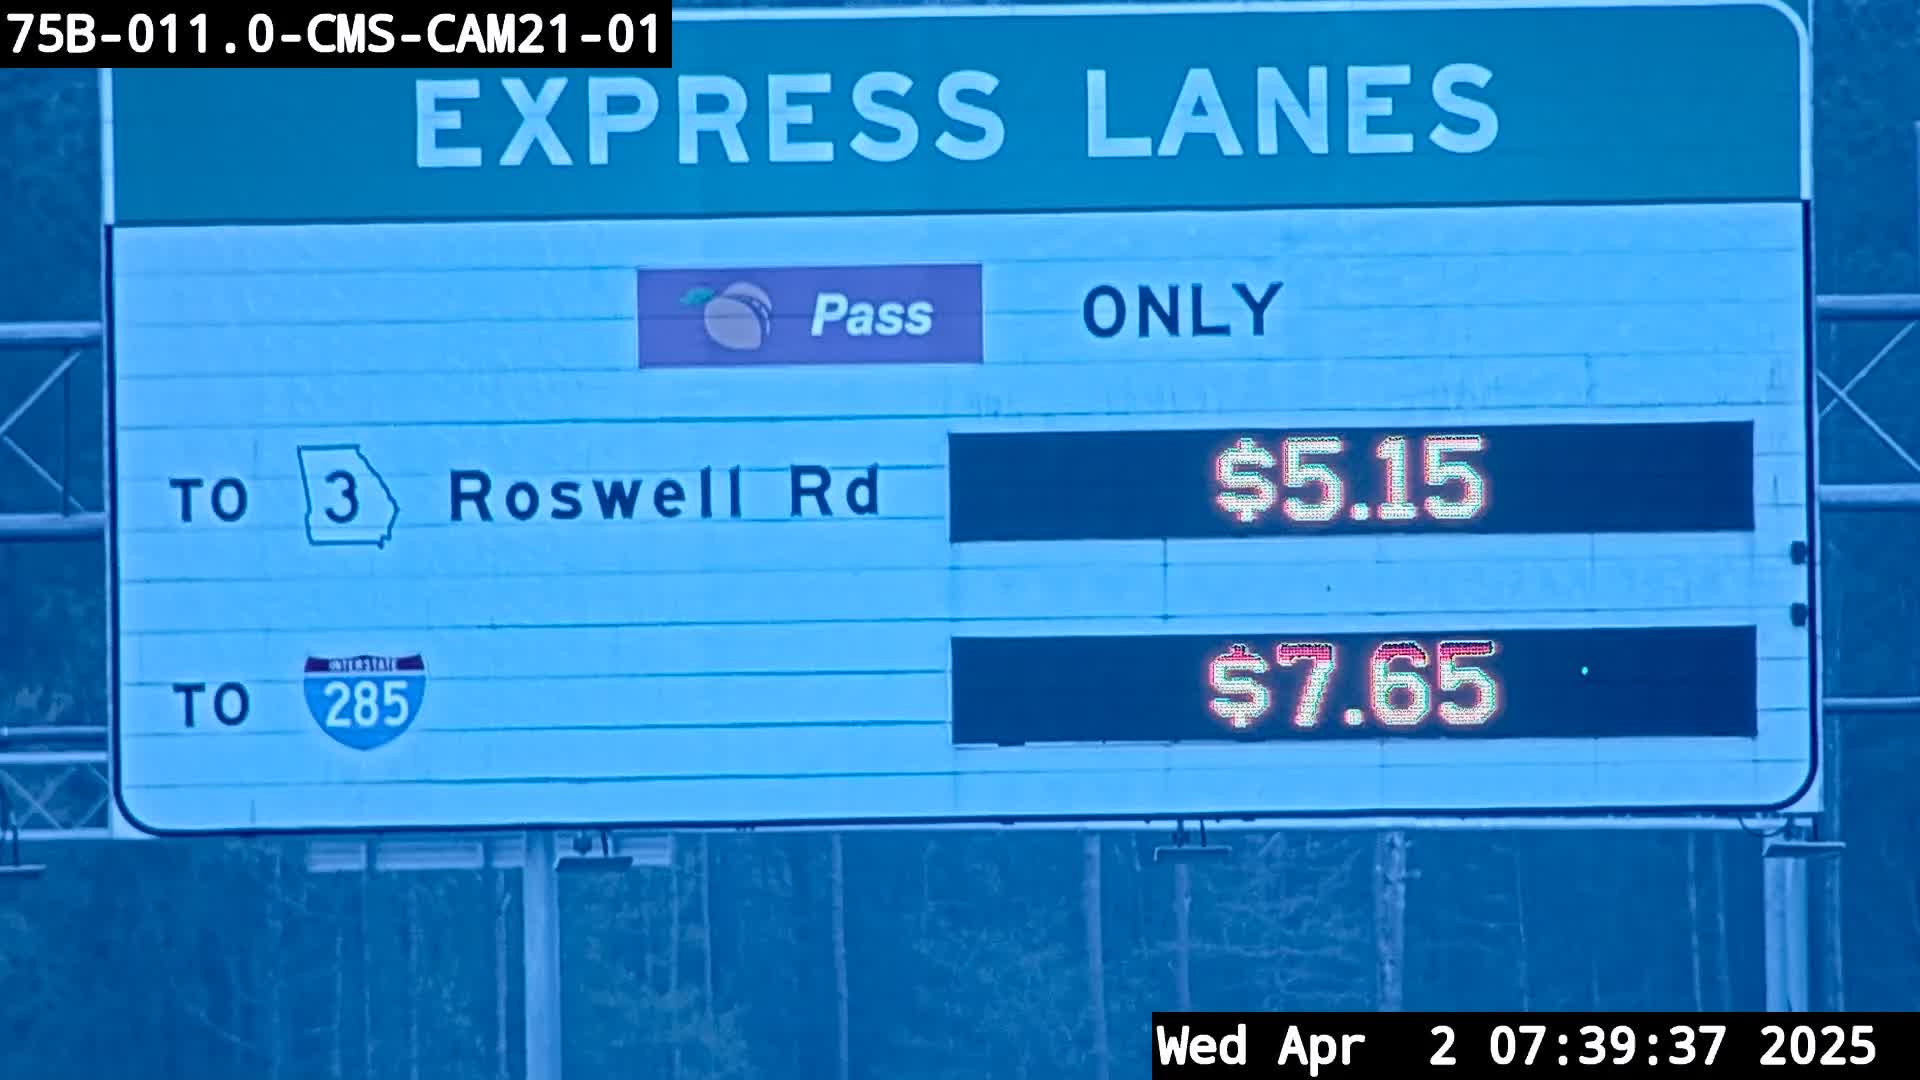 75B-011.0-CMS-CAM21-01
EXPRESS LANES
Pass ONLY
TO 3 Roswell Rd $5.15
TO INTERSTATE 285 $7.65
Wed Apr 2 07:39:37 2025